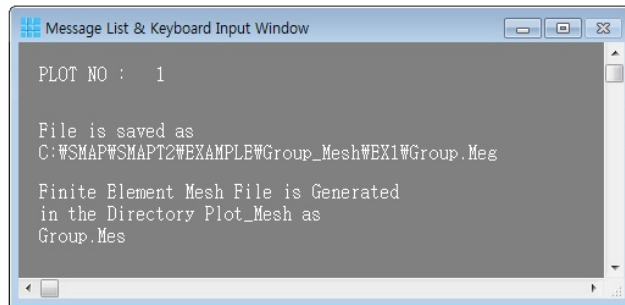 Message List & Keyboard Input Window
PLOT NO :   1
File is saved as
C:₩SMAP₩SMAPT2₩EXAMPLE₩Group_Mesh₩EX1₩Group.Meg
Finite Element Mesh File is Generated
in the Directory Plot_Mesh as
Group.Mes